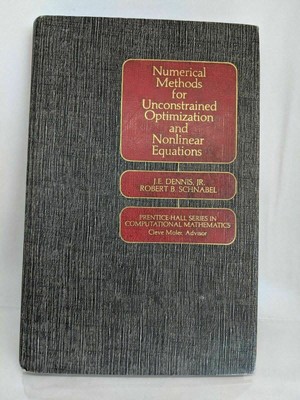 Numerical
Methods for
Unconstrained
Optimization
and
Nonlinear
Equations
J.E. DENNIS, JR.
ROBERT B. SCHNABEL
PRENTICE-HALL SERIES IN
COMPUTATIONAL MATHEMATICS
Cleve Moler, Advisor